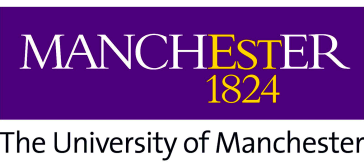 MANCHESTER
1824
The University of Manchester